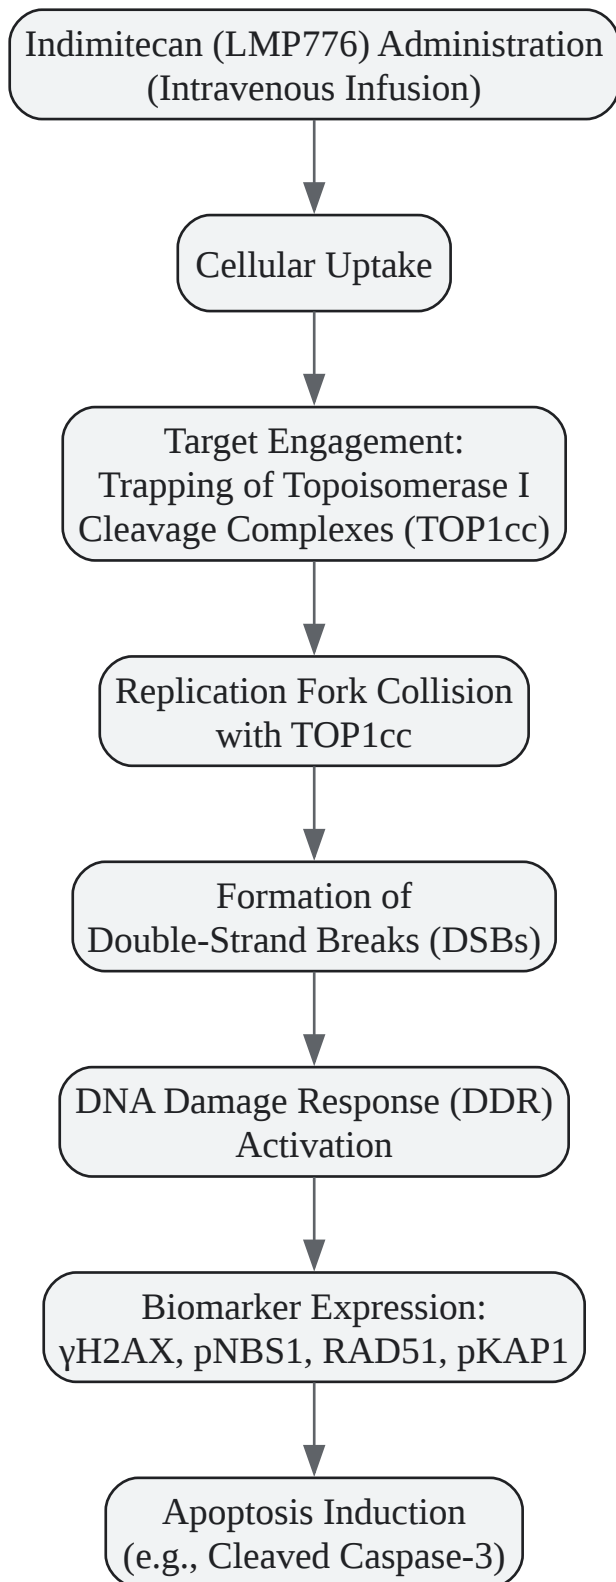 Indimitecan (LMP776) Administration
(Intravenous Infusion)
Cellular Uptake
Target Engagement:
Trapping of Topoisomerase I
Cleavage Complexes (TOP1cc)
Replication Fork Collision
with TOP1cc
Formation of
Double-Strand Breaks (DSBs)
DNA Damage Response (DDR)
Activation
Biomarker Expression:
γH2AX, pNBS1, RAD51, pKAP1
Apoptosis Induction
(e.g., Cleaved Caspase-3)